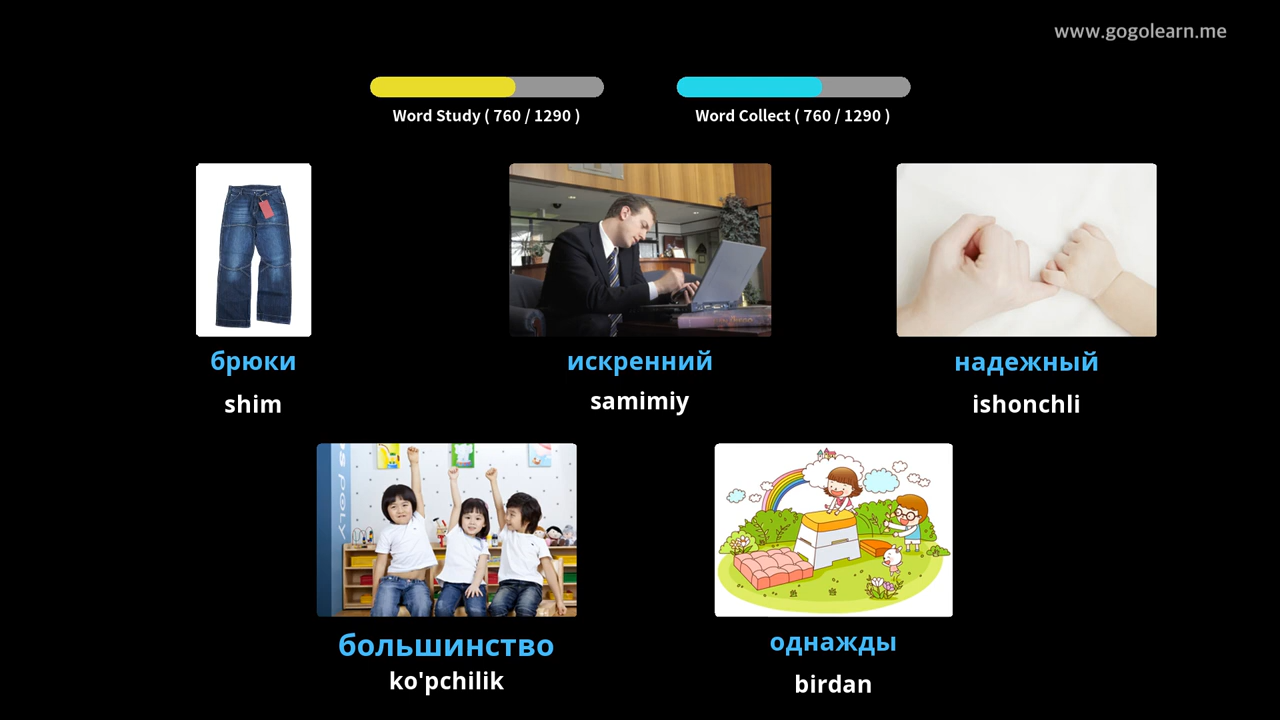 www.gogolearn.me
Word Study ( 760 / 1290 )
Word Collect ( 760 / 1290 )
брюки
shim
искренний
samimiy
надежный
ishonchli
большинство
ko'pchilik
однажды
birdan